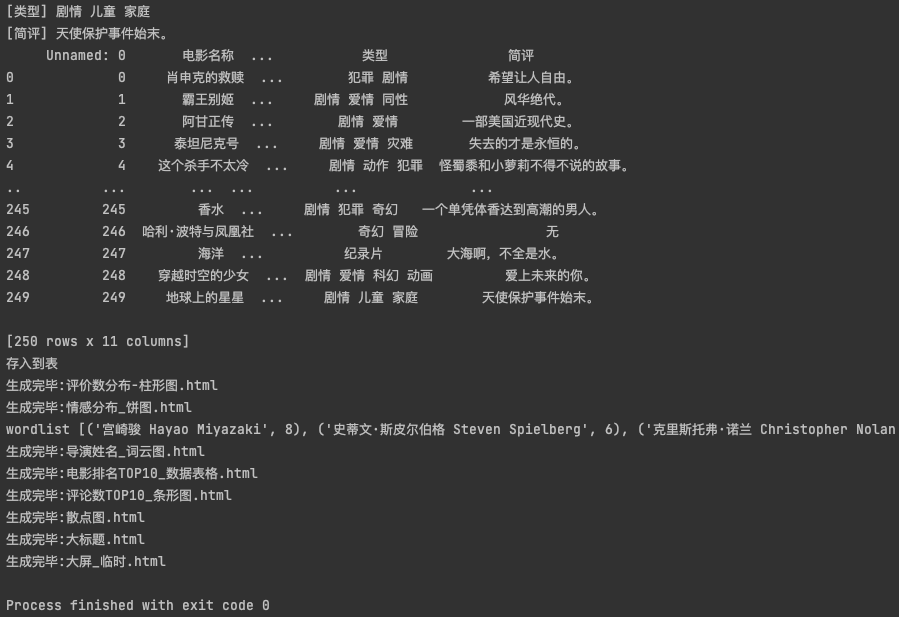 [类型] 剧情 儿童 家庭
[简评] 天使保护事件始末。
Unnamed: 0 电影名称 ... 类型 简评
0 0 肖申克的救赎 ... 犯罪 剧情 希望让人自由。
1 1 霸王别姬 ... 剧情 爱情 同性 风华绝代。
2 2 阿甘正传 ... 剧情 爱情 一部美国近现代史。
3 3 泰坦尼克号 ... 剧情 爱情 灾难 失去的才是永恒的。
4 4 这个杀手不太冷 ... 剧情 动作 犯罪 怪蜀黍和小萝莉不得不说的故事。
.. ... ... ... ... ...
245 245 香水 ... 剧情 犯罪 奇幻 一个单凭体香达到高潮的男人。
246 246 哈利·波特与凤凰社 ... 奇幻 冒险 无
247 247 海洋 ... 纪录片 大海啊，不全是水。
248 248 穿越时空的少女 ... 剧情 爱情 科幻 动画 爱上未来的你。
249 249 地球上的星星 ... 剧情 儿童 家庭 天使保护事件始末。
[250 rows x 11 columns]
存入到表
生成完毕:评价数分布-柱形图.html
生成完毕:情感分布_饼图.html
wordlist [('宫崎骏 Hayao Miyazaki', 8), ('史蒂文·斯皮尔伯格 Steven Spielberg', 6), ('克里斯托弗·诺兰 Christopher Nolan
生成完毕:导演姓名_词云图.html
生成完毕:电影排名TOP10_数据表格.html
生成完毕:评论数TOP10_条形图.html
生成完毕:散点图.html
生成完毕:大标题.html
生成完毕:大屏_临时.html
Process finished with exit code 0